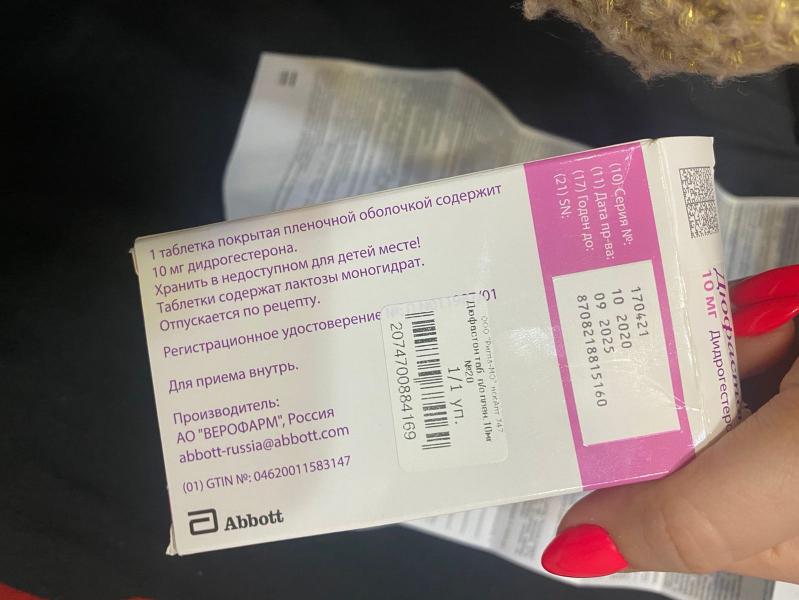 1 таблетка покрытая пленочной оболочкой содержит
10 мг дидрогестерона.
Хранить в недоступном для детей месте!
Таблетки содержат лактозы моногидрат.
Отпускается по рецепту.
Регистрационное удостоверение
/01
Для приема внутрь.
Производитель:
АО "ВЕРОФАРМ", Россия
abbott-russia@abbott.com
(01) GTIN №: 04620011583147
Abbott
Дюфастон таб. п/о плен. 10мг
№20
1/1 уп.
2074700884169
(10) Серия №:
(11) Дата пр-ва:
(17) Годен до:
(21) SN:
170421
10 2020
09 2025
8708218815160
10 мг